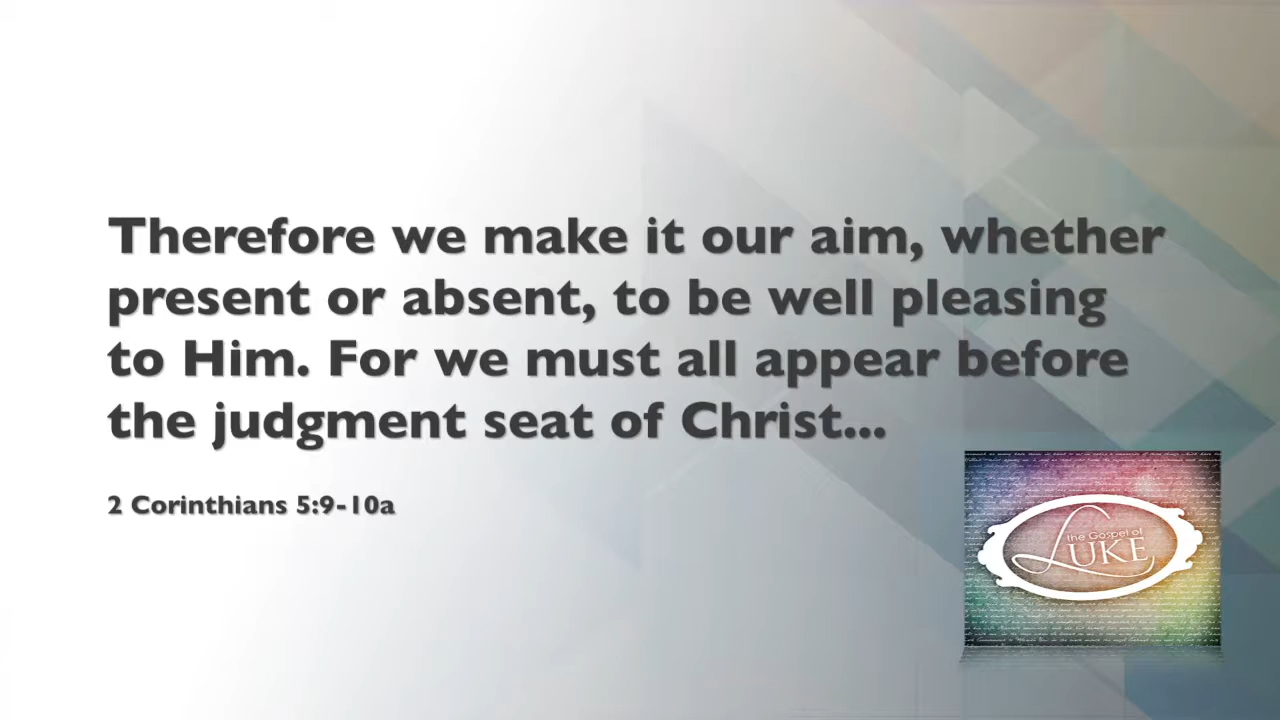 Therefore we make it our aim, whether
present or absent, to be well pleasing
to Him. For we must all appear before
the judgment seat of Christ...
2 Corinthians 5:9-10a
the Gospel of
LUKE